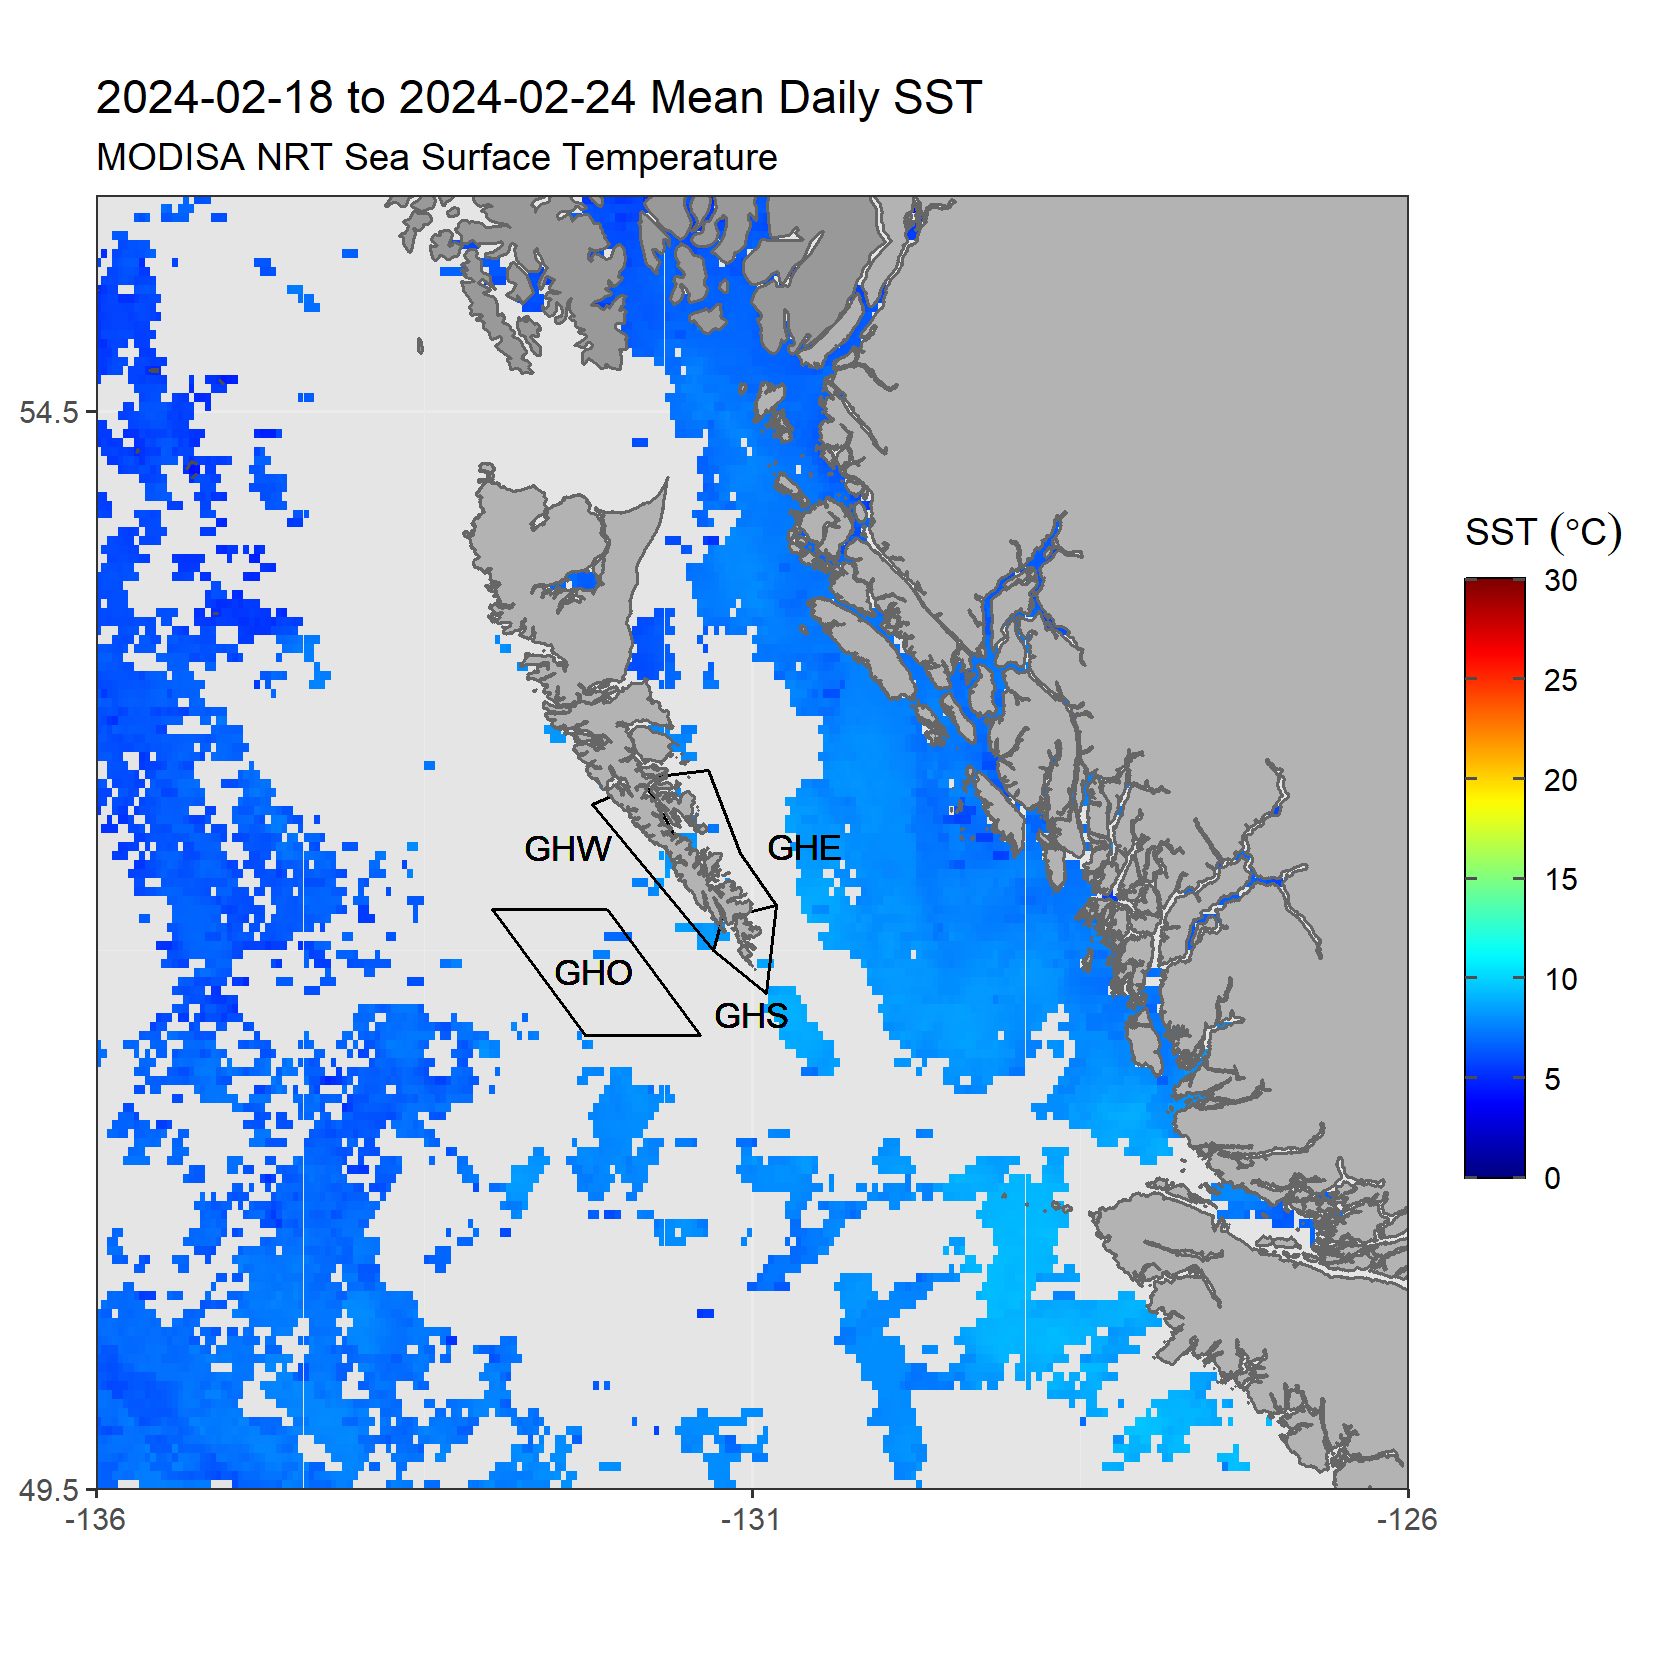 2024-02-18 to 2024-02-24 Mean Daily SST
MODISA NRT Sea Surface Temperature
54.5
49.5
-136
-131
-126
GHW
GHE
GHO
GHS
SST (°C)
30
25
20
15
10
5
0